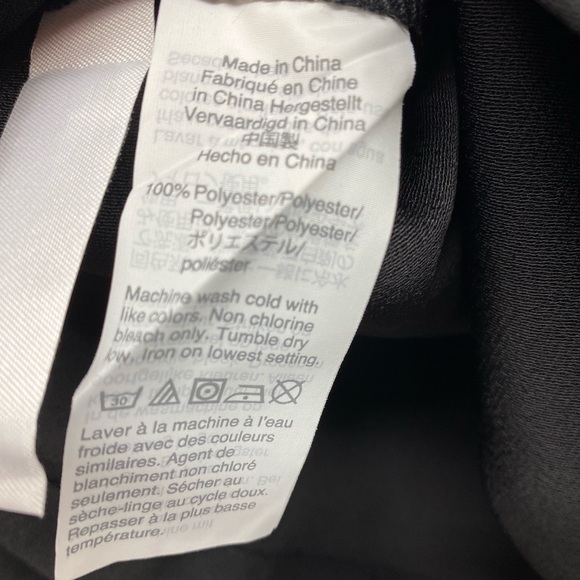 Made in China
Fabriqué en Chine
in China Hergestellt
Vervaardigd in China
中国製
Hecho en China
100% Polyester/Polyester/
Polyester/Polyester/
ポリエステル/
poliéster
Machine wash cold with
like colors. Non chlorine
bleach only. Tumble dry
low. Iron on lowest setting.
30
Laver à la machine à l'eau
froide avec des couleurs
similaires. Agent de
blanchiment non chloré
seulement. Sécher au
sèche-linge au cycle doux.
Repasser à la plus basse
température.